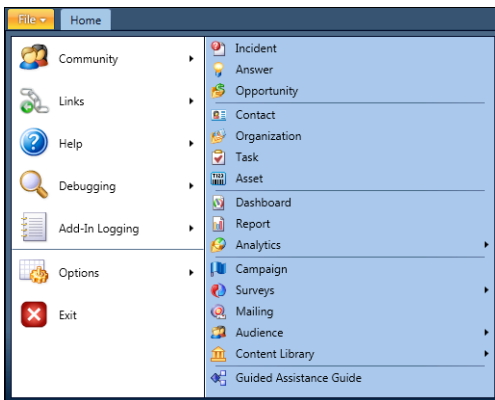 File
Home
Community
Links
Help
Debugging
Add-In Logging
Options
Exit
Incident
Answer
Opportunity
Contact
Organization
Task
Asset
Dashboard
Report
Analytics
Campaign
Surveys
Mailing
Audience
Content Library
Guided Assistance Guide